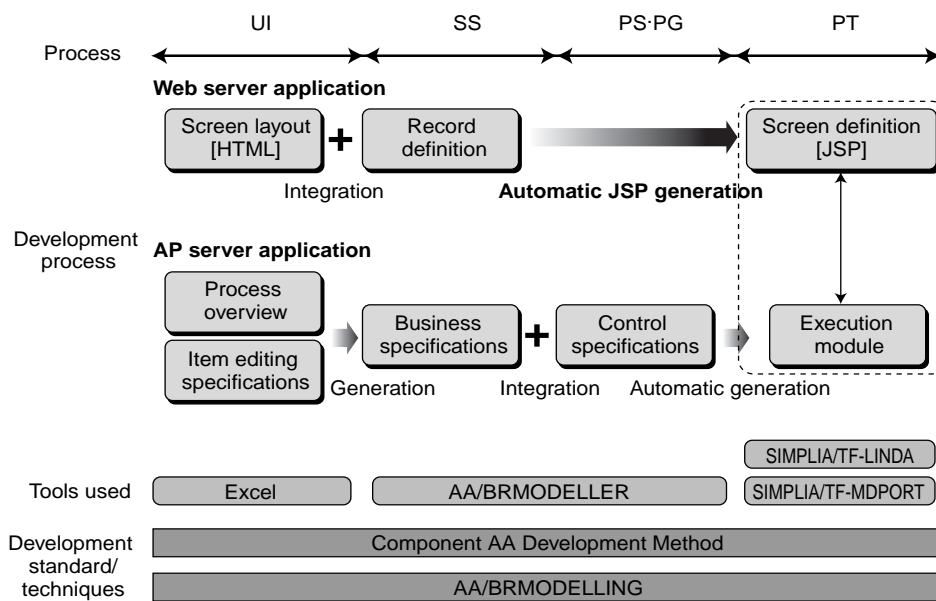 UI SS PS·PG PT
Process
Web server application
Screen layout
[HTML]
+
Record
definition
Screen definition
[JSP]
Integration
Automatic JSP generation
Development
process
AP server application
Process
overview
Item editing
specifications
Generation
Business
specifications
+
Control
specifications
Integration
Automatic generation
Execution
module
SIMPLIA/TF-LINDA
Tools used
Excel
AA/BRMODELLER
SIMPLIA/TF-MDPORT
Development
standard/
techniques
Component AA Development Method
AA/BRMODELLING